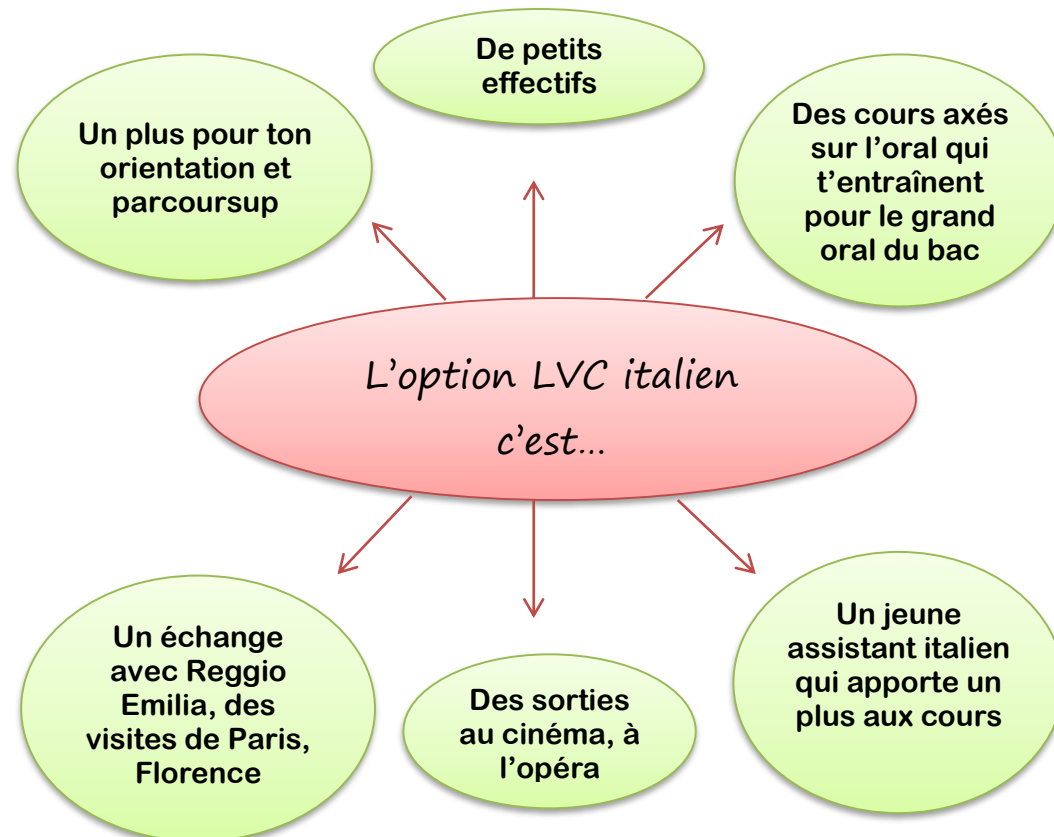 De petits
effectifs
Un plus pour ton
orientation et
parcoursup
Des cours axés
sur l’oral qui
t’entraînent
pour le grand
oral du bac
L’option LVC italien
c’est…
Un échange
avec Reggio
Emilia, des
visites de Paris,
Florence
Des sorties
au cinéma, à
l’opéra
Un jeune
assistant italien
qui apporte un
plus aux cours